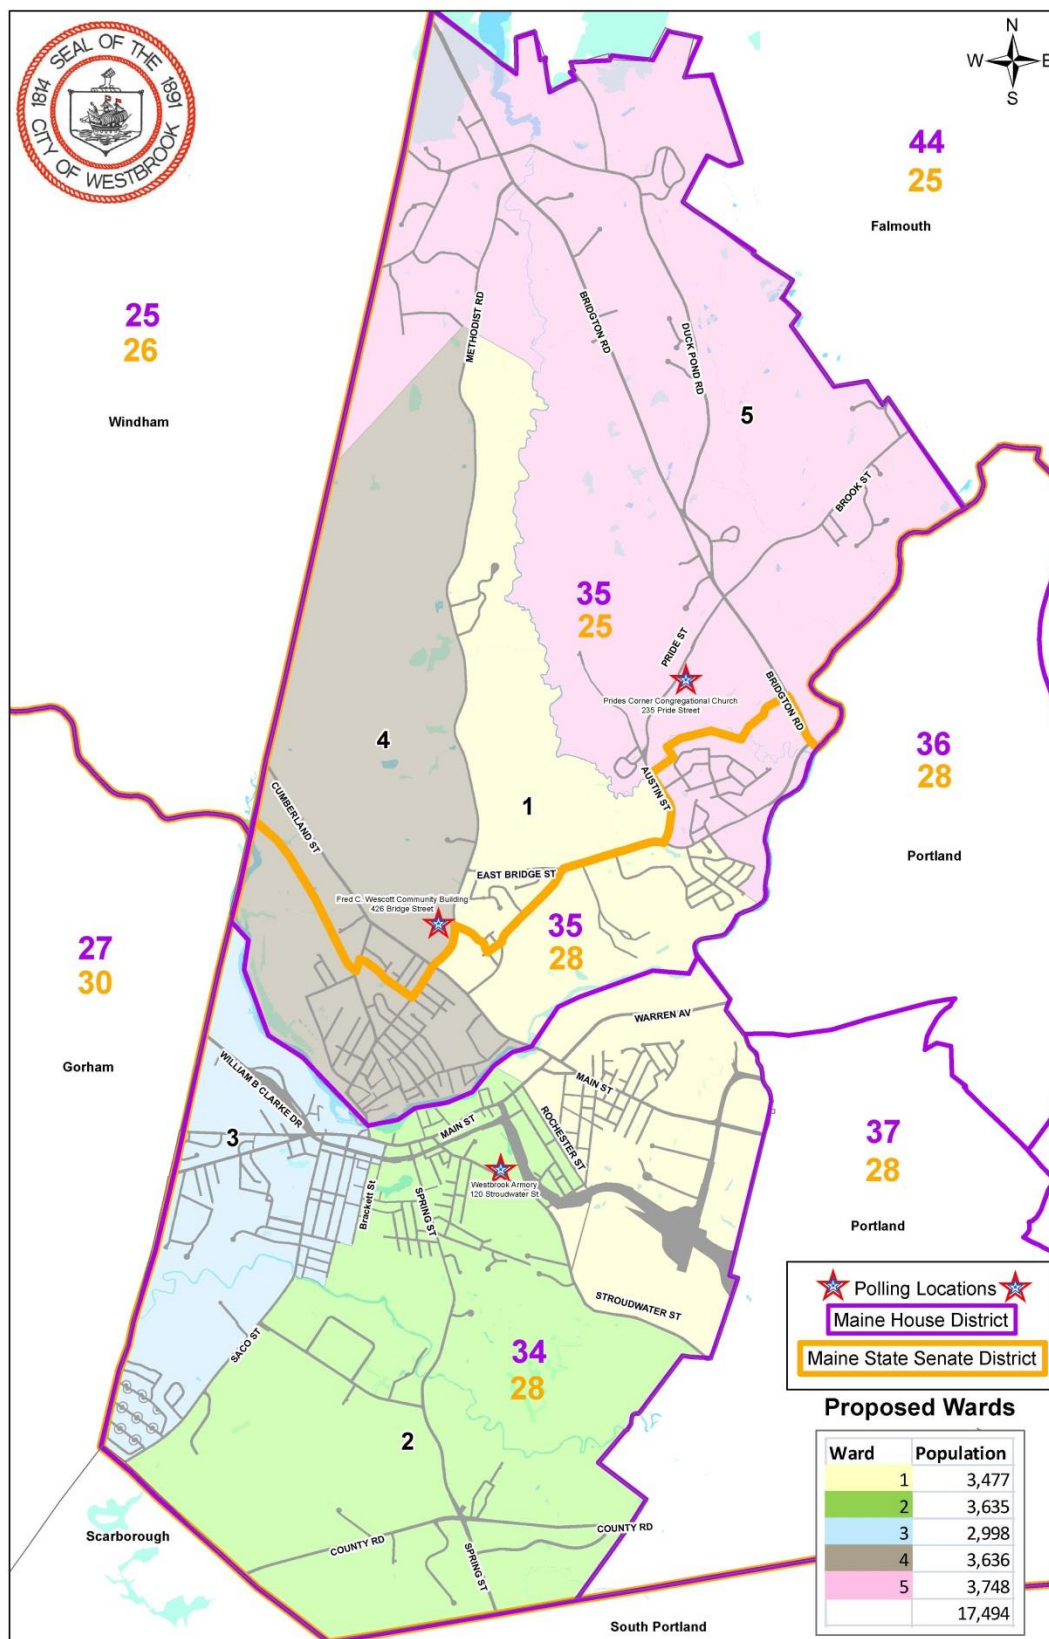 SEAL OF THE
1814
1891
CITY OF WESTBROOK
N
W
E
S
44
25
Falmouth
25
26
Windham
METHODIST RD
BRIDGTON RD
DUCK POND RD
5
BROOK ST
35
25
PRIDE ST
Prides Corner Congregational Church
235 Pride Street
BRIDGTON RD
4
36
28
AUSTIN ST
1
CUMBERLAND ST
Portland
EAST BRIDGE ST
Fred C. Wescott Community Building
426 Bridge Street
35
28
27
30
WARREN AV
Gorham
WILLIAM B CLARKE DR
MAIN ST
MAIN ST
ROCHESTER ST
3
37
28
Westbrook Armory
120 Stroudwater St
Brackett St
SPRING ST
Portland
STROUDWATER ST
SACO ST
34
28
2
Polling Locations
Maine House District
Maine State Senate District
Proposed Wards
Ward Population
1 3,477
2 3,635
3 2,998
4 3,636
5 3,748
17,494
Scarborough
COUNTY RD
COUNTY RD
SPRING ST
South Portland